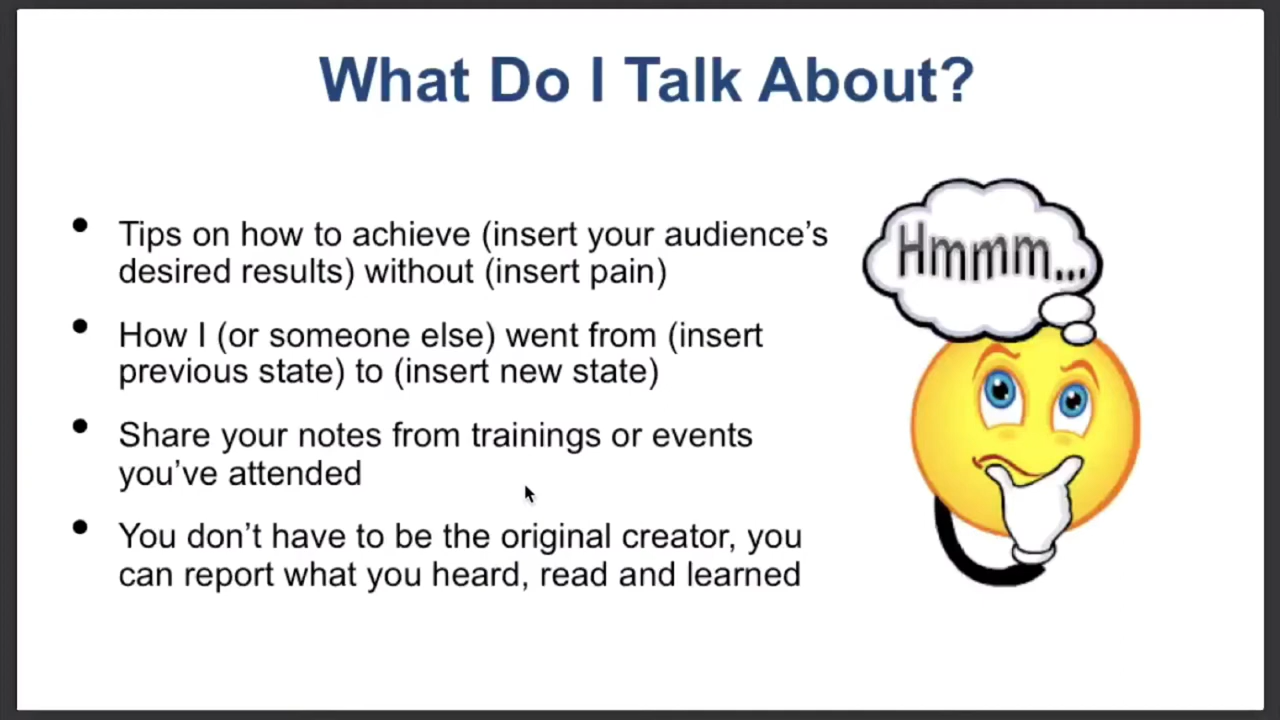 What Do I Talk About?
• Tips on how to achieve (insert your audience’s
desired results) without (insert pain)
• How I (or someone else) went from (insert
previous state) to (insert new state)
• Share your notes from trainings or events
you’ve attended
• You don’t have to be the original creator, you
can report what you heard, read and learned
Hmmm...